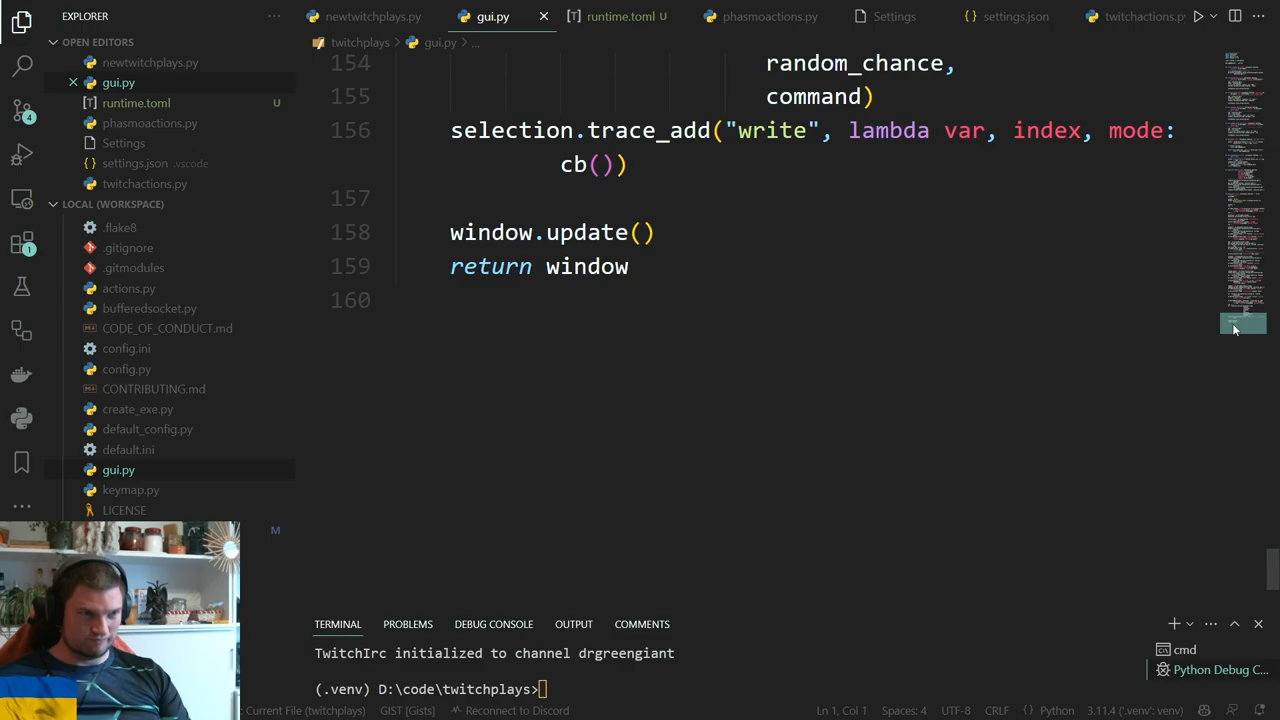 EXPLORER
newtwitchplays.py
gui.py
runtime.toml U
phasmoactions.py
Settings
settings.json
twitchactions.py
OPEN EDITORS
twitchplays > gui.py > ...
newtwitchplays.py
gui.py
runtime.toml U
phasmoactions.py
Settings
settings.json .vscode
twitchactions.py
LOCAL (WORKSPACE)
.flake8
.gitignore
.gitmodules
actions.py
bufferedsocket.py
CODE_OF_CONDUCT.md
config.ini
config.py
CONTRIBUTING.md
create_exe.py
default_config.py
default.ini
gui.py
keymap.py
LICENSE
M
4
1
154 random_chance,
155 command)
156 selection.trace_add("write", lambda var, index, mode:
cb())
157
158 window.update()
159 return window
160
TERMINAL
PROBLEMS
DEBUG CONSOLE
OUTPUT
COMMENTS
TwitchIrc initialized to channel drgreengiant
(.venv) D:\code\twitchplays>
cmd
Python Debug C...
Current File (twitchplays)
GIST [Gists]
Reconnect to Discord
Ln 1, Col 1
Spaces: 4
UTF-8
CRLF
Python
3.11.4 ('.venv': venv)